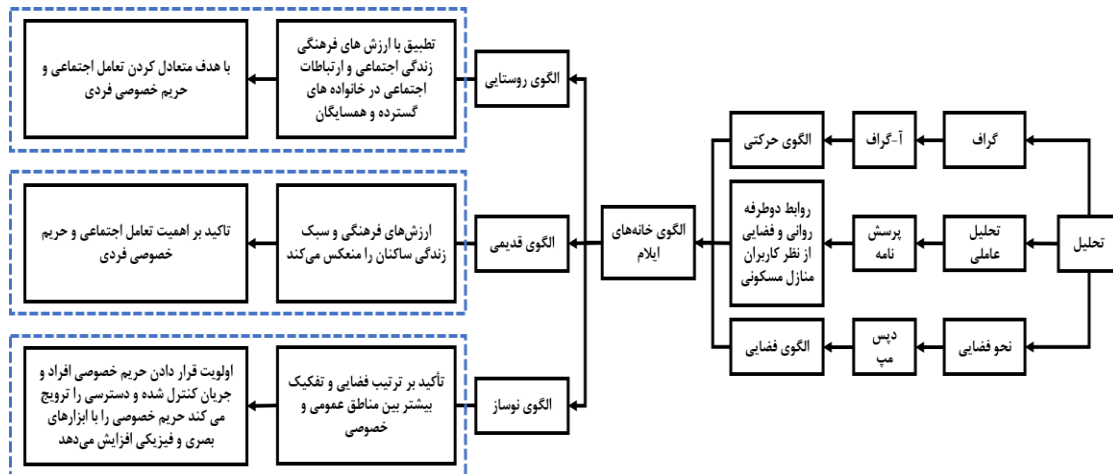 تحلیل
گراف
آ-گراف
الگوی حرکتی
تحلیل
عاملی
پرسش
نامه
روابط دوطرفه
روانی و فضایی
از نظر کاربران
منازل مسکونی
نحو فضایی
دپس
مپ
الگوی فضایی
الگوی خانه‌های
ایلام
الگوی روستایی
تطبیق با ارزش های فرهنگی
زندگی اجتماعی و ارتباطات
اجتماعی در خانواده های
گسترده و همسایگان
با هدف متعادل کردن تعامل اجتماعی و
حریم خصوصی فردی
الگوی قدیمی
ارزش‌های فرهنگی و سبک
زندگی ساکنان را منعکس می‌کند
تاکید بر اهمیت تعامل اجتماعی و حریم
خصوصی فردی
الگوی نوساز
تأکید بر ترتیب فضایی و تفکیک
بیشتر بین مناطق عمومی و
خصوصی
اولویت قرار دادن حریم خصوصی افراد و
جریان کنترل شده و دسترسی را ترویج
می کند حریم خصوصی را با ابزارهای
بصری و فیزیکی افزایش می‌دهد